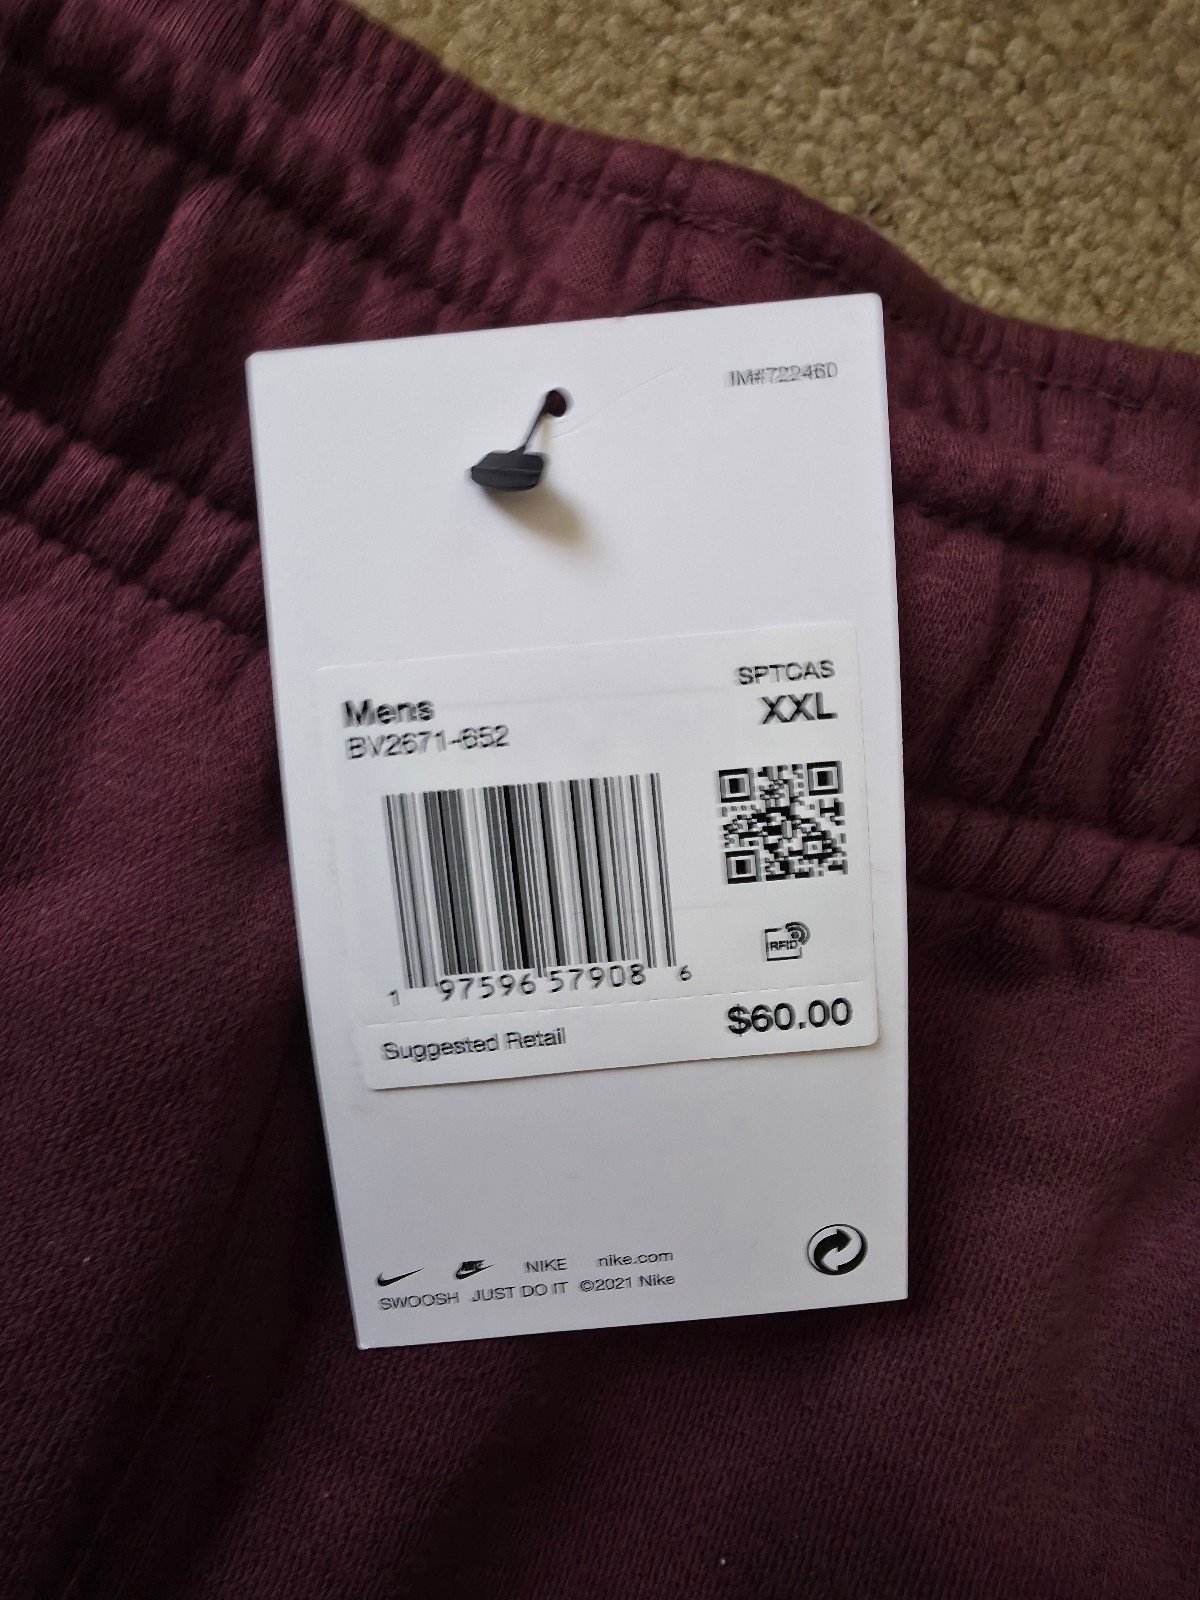 IM#722460
SPTCAS
Mens XXL
BV2671-652
RFID
1 97596 57908 6
Suggested Retail $60.00
NIKE NIKE nike.com
SWOOSH JUST DO IT ©2021 Nike